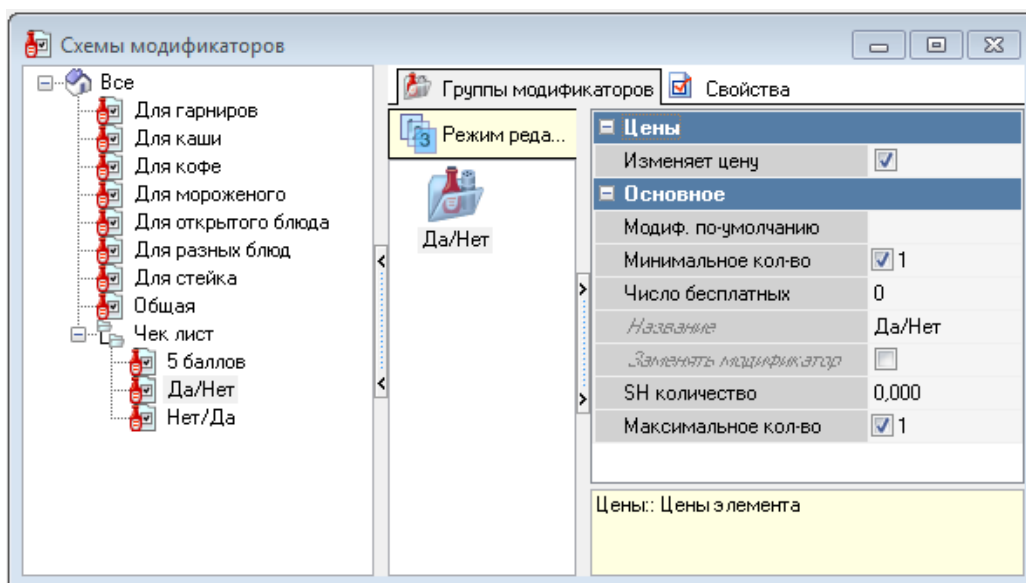 Схемы модификаторов
Все
Для гарниров
Для каши
Для кофе
Для мороженого
Для открытого блюда
Для разных блюд
Для стейка
Общая
Чек лист
5 баллов
Да/Нет
Нет/Да
Группы модификаторов
Свойства
3 Режим реда...
Да/Нет
Цены
Изменяет цену
Основное
Модиф. по-умолчанию
Минимальное кол-во 1
Число бесплатных 0
Название Да/Нет
Заменять модификатор
SH количество 0,000
Максимальное кол-во 1
Цены:: Цены элемента